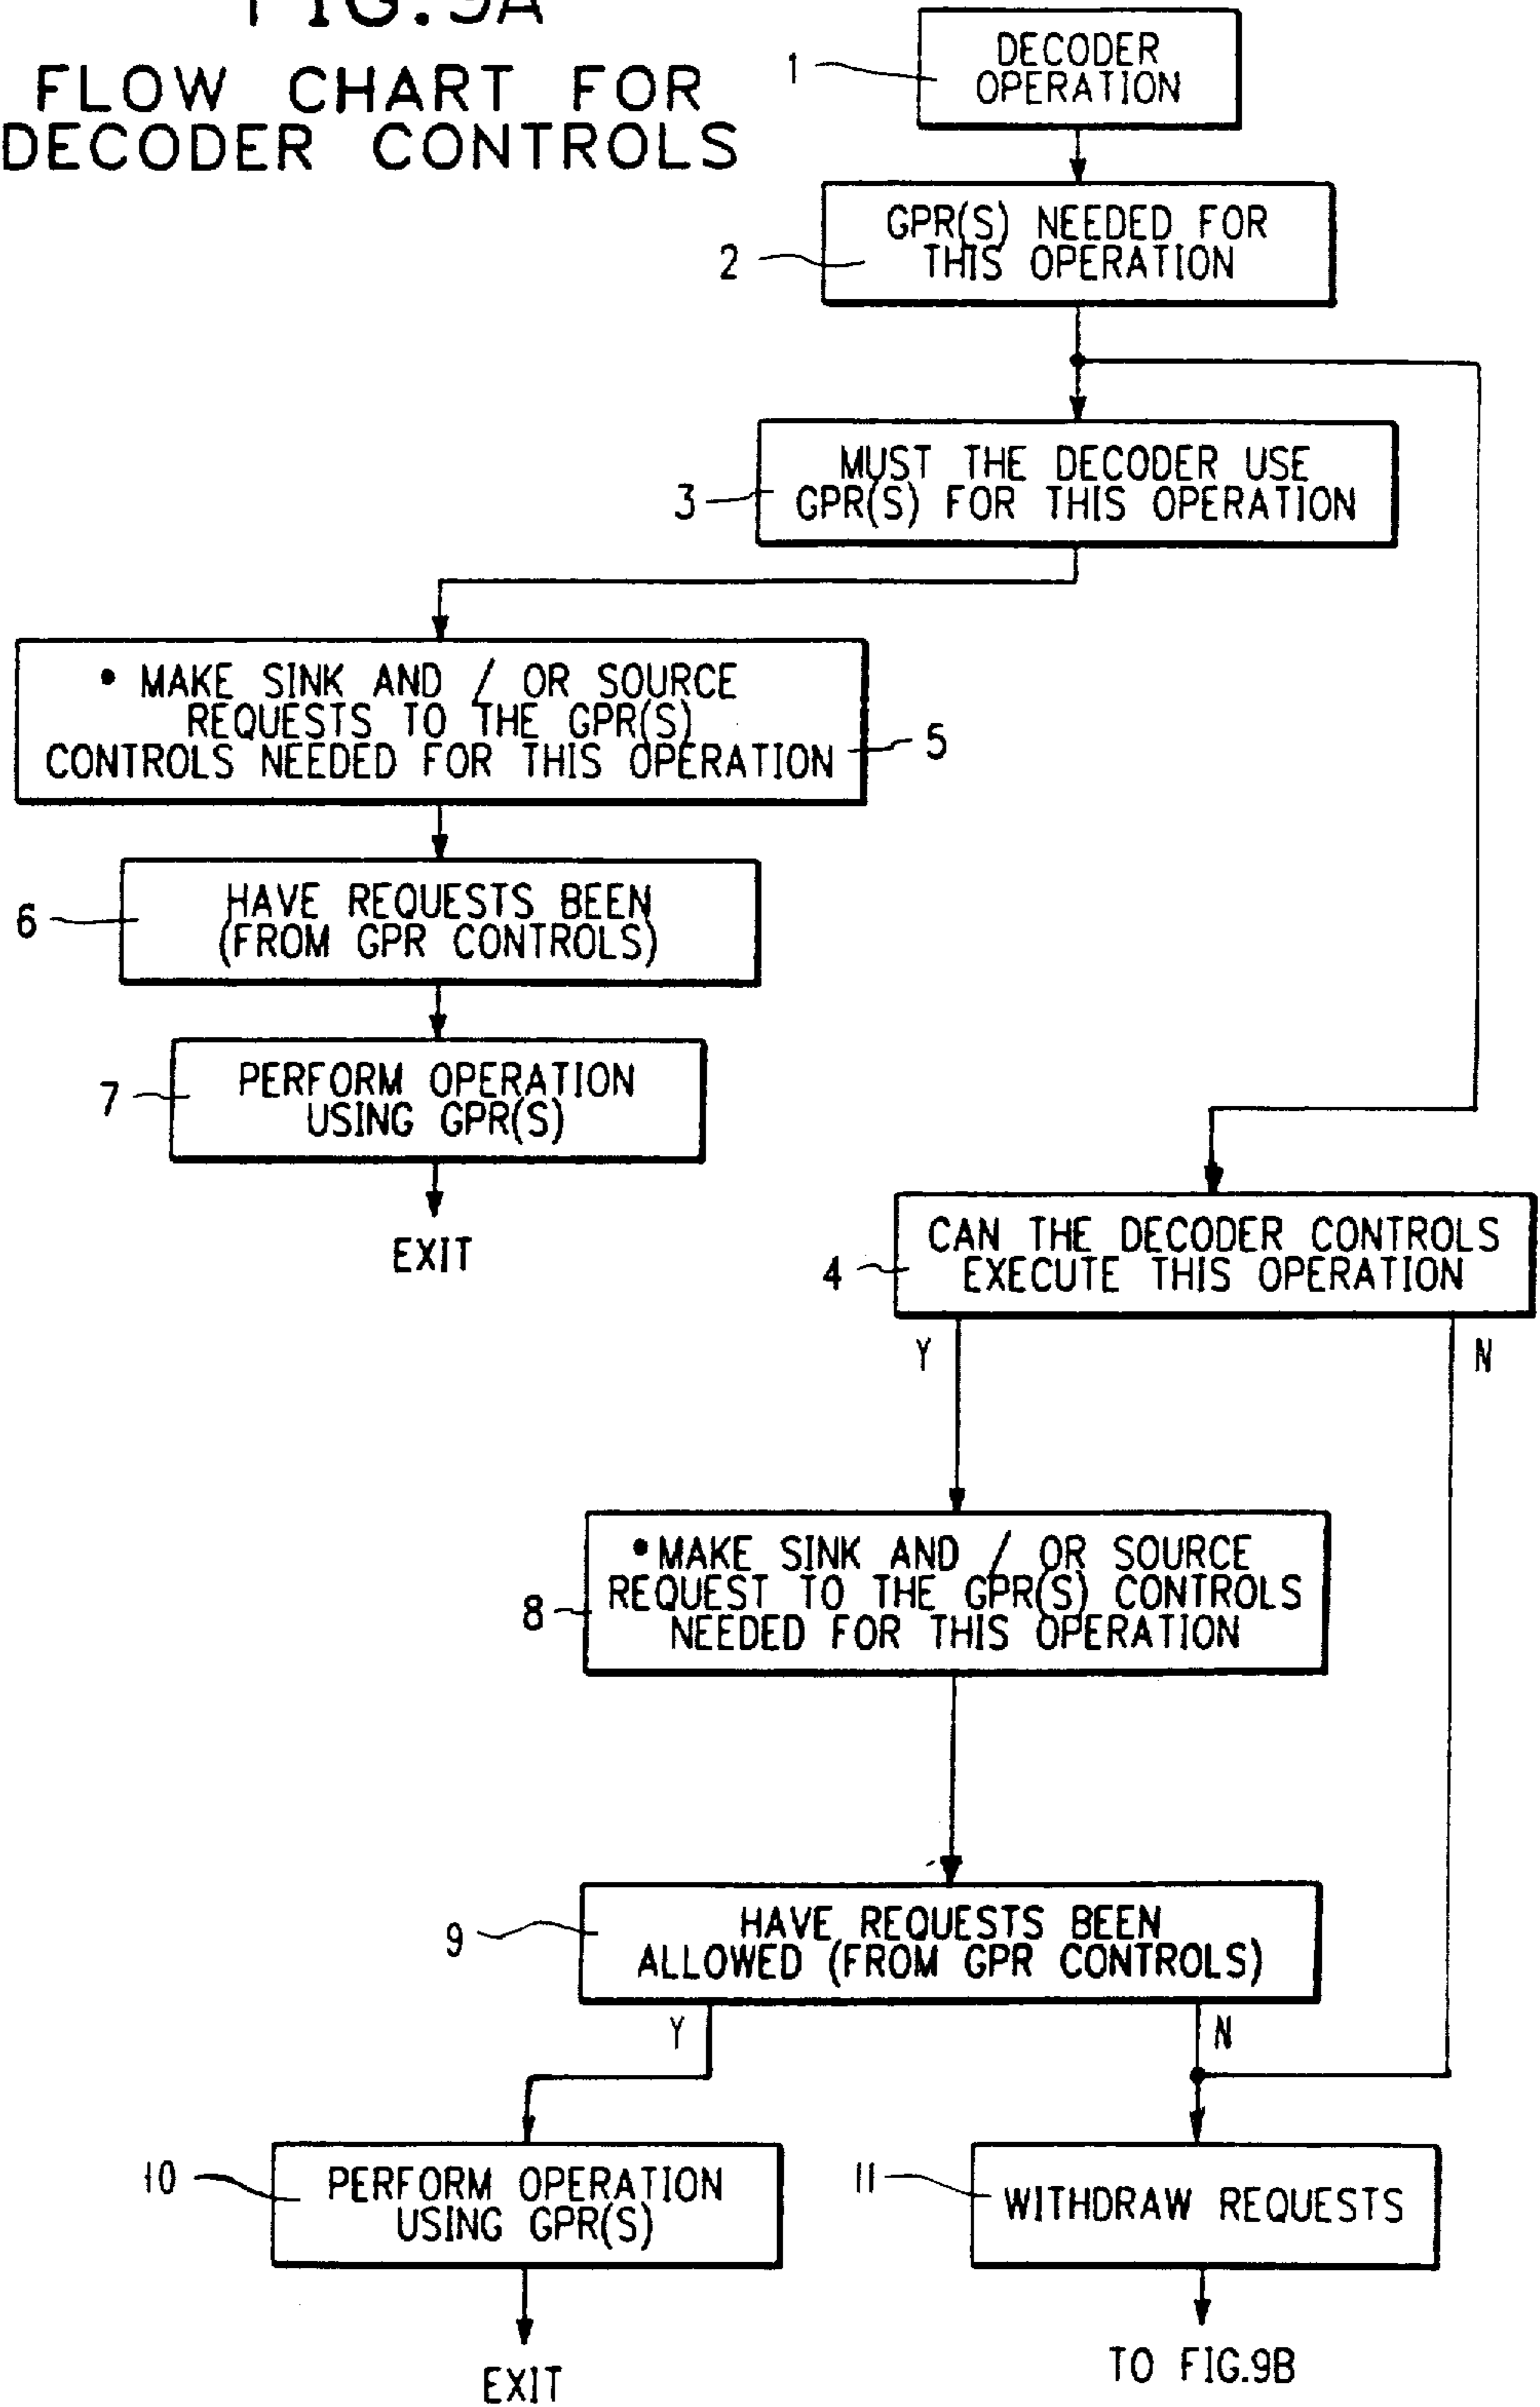 FIG.9A
FLOW CHART FOR
DECODER CONTROLS
1
DECODER
OPERATION
2
GPR(S) NEEDED FOR
THIS OPERATION
3
MUST THE DECODER USE
GPR(S) FOR THIS OPERATION
• MAKE SINK AND / OR SOURCE
REQUESTS TO THE GPR(S)
CONTROLS NEEDED FOR THIS OPERATION
5
6
HAVE REQUESTS BEEN
(FROM GPR CONTROLS)
7
PERFORM OPERATION
USING GPR(S)
EXIT
4
CAN THE DECODER CONTROLS
EXECUTE THIS OPERATION
Y
N
8
• MAKE SINK AND / OR SOURCE
REQUEST TO THE GPR(S) CONTROLS
NEEDED FOR THIS OPERATION
9
HAVE REQUESTS BEEN
ALLOWED (FROM GPR CONTROLS)
Y
N
10
PERFORM OPERATION
USING GPR(S)
EXIT
11
WITHDRAW REQUESTS
TO FIG.9B